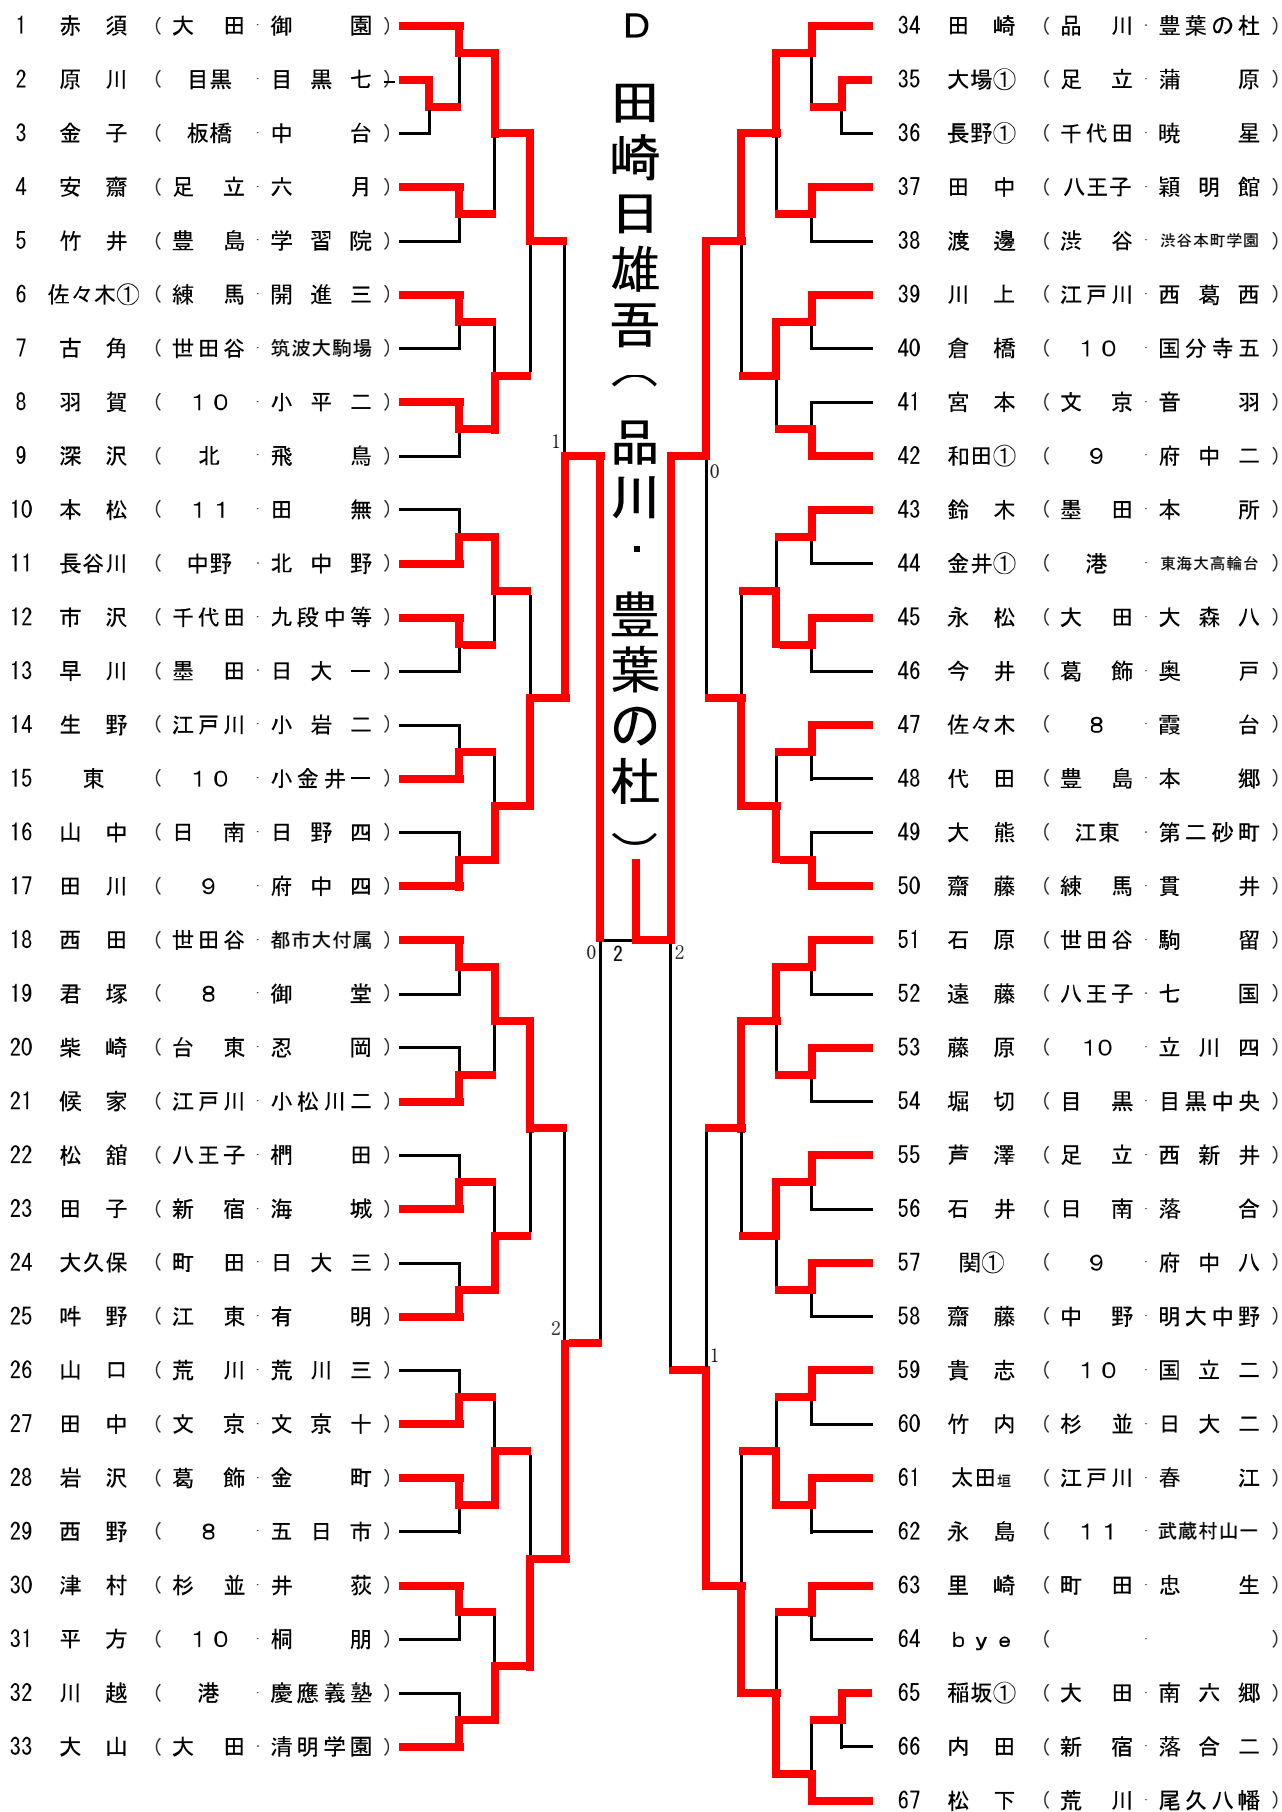 1 赤須 （大田・御園）
2 原川 （目黒・目黒七）
3 金子 （板橋・中台）
4 安齋 （足立・六月）
5 竹井 （豊島・学習院）
6 佐々木① （練馬・開進三）
7 古角 （世田谷・筑波大駒場）
8 羽賀 （10・小平二）
9 深沢 （北・飛鳥）
10 本松 （11・田無）
11 長谷川 （中野・北中野）
12 市沢 （千代田・九段中等）
13 早川 （墨田・日大一）
14 生野 （江戸川・小岩二）
15 東 （10・小金井一）
16 山中 （日南・日野四）
17 田川 （9・府中四）
18 西田 （世田谷・都市大付属）
19 君塚 （8・御堂）
20 柴崎 （台東・忍岡）
21 候家 （江戸川・小松川二）
22 松舘 （八王子・椚田）
23 田子 （新宿・海城）
24 大久保 （町田・日大三）
25 吽野 （江東・有明）
26 山口 （荒川・荒川三）
27 田中 （文京・文京十）
28 岩沢 （葛飾・金町）
29 西野 （8・五日市）
30 津村 （杉並・井荻）
31 平方 （10・桐朋）
32 川越 （港・慶應義塾）
33 大山 （大田・清明学園）
1
2
D 田崎日雄吾（品川・豊葉の杜）
0 2 2
0
1
34 田崎 （品川・豊葉の杜）
35 大場① （足立・蒲原）
36 長野① （千代田・暁星）
37 田中 （八王子・穎明館）
38 渡邊 （渋谷・渋谷本町学園）
39 川上 （江戸川・西葛西）
40 倉橋 （10・国分寺五）
41 宮本 （文京・音羽）
42 和田① （9・府中二）
43 鈴木 （墨田・本所）
44 金井① （港・東海大高輪台）
45 永松 （大田・大森八）
46 今井 （葛飾・奥戸）
47 佐々木 （8・霞台）
48 代田 （豊島・本郷）
49 大熊 （江東・第二砂町）
50 齋藤 （練馬・貫井）
51 石原 （世田谷・駒留）
52 遠藤 （八王子・七国）
53 藤原 （10・立川四）
54 堀切 （目黒・目黒中央）
55 芦澤 （足立・西新井）
56 石井 （日南・落合）
57 関① （9・府中八）
58 齋藤 （中野・明大中野）
59 貴志 （10・国立二）
60 竹内 （杉並・日大二）
61 太田垣 （江戸川・春江）
62 永島 （11・武蔵村山一）
63 里崎 （町田・忠生）
64 bye （・）
65 稲坂① （大田・南六郷）
66 内田 （新宿・落合二）
67 松下 （荒川・尾久八幡）